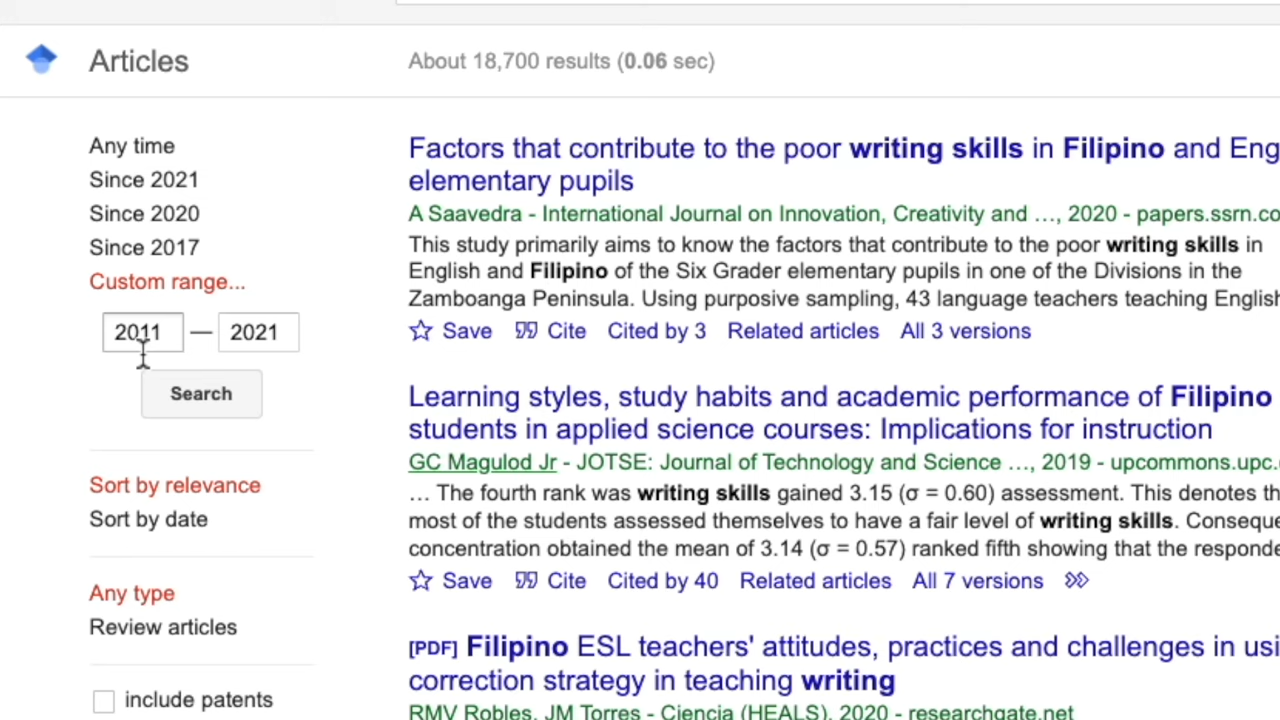 Articles
About 18,700 results (0.06 sec)
Any time
Since 2021
Since 2020
Since 2017
Custom range...
2011 — 2021
Search
Sort by relevance
Sort by date
Any type
Review articles
include patents
Factors that contribute to the poor writing skills in Filipino and Eng
elementary pupils
A Saavedra - International Journal on Innovation, Creativity and …, 2020 - papers.ssrn.co
This study primarily aims to know the factors that contribute to the poor writing skills in
English and Filipino of the Six Grader elementary pupils in one of the Divisions in the
Zamboanga Peninsula. Using purposive sampling, 43 language teachers teaching English
Save Cite Cited by 3 Related articles All 3 versions
Learning styles, study habits and academic performance of Filipino
students in applied science courses: Implications for instruction
GC Magulod Jr - JOTSE: Journal of Technology and Science …, 2019 - upcommons.upc.
… The fourth rank was writing skills gained 3.15 (σ = 0.60) assessment. This denotes th
most of the students assessed themselves to have a fair level of writing skills. Conseque
concentration obtained the mean of 3.14 (σ = 0.57) ranked fifth showing that the responde
Save Cite Cited by 40 Related articles All 7 versions
[PDF] Filipino ESL teachers' attitudes, practices and challenges in usi
correction strategy in teaching writing
RMV Robles, JM Torres - Ciencia (HEALS), 2020 - researchgate.net